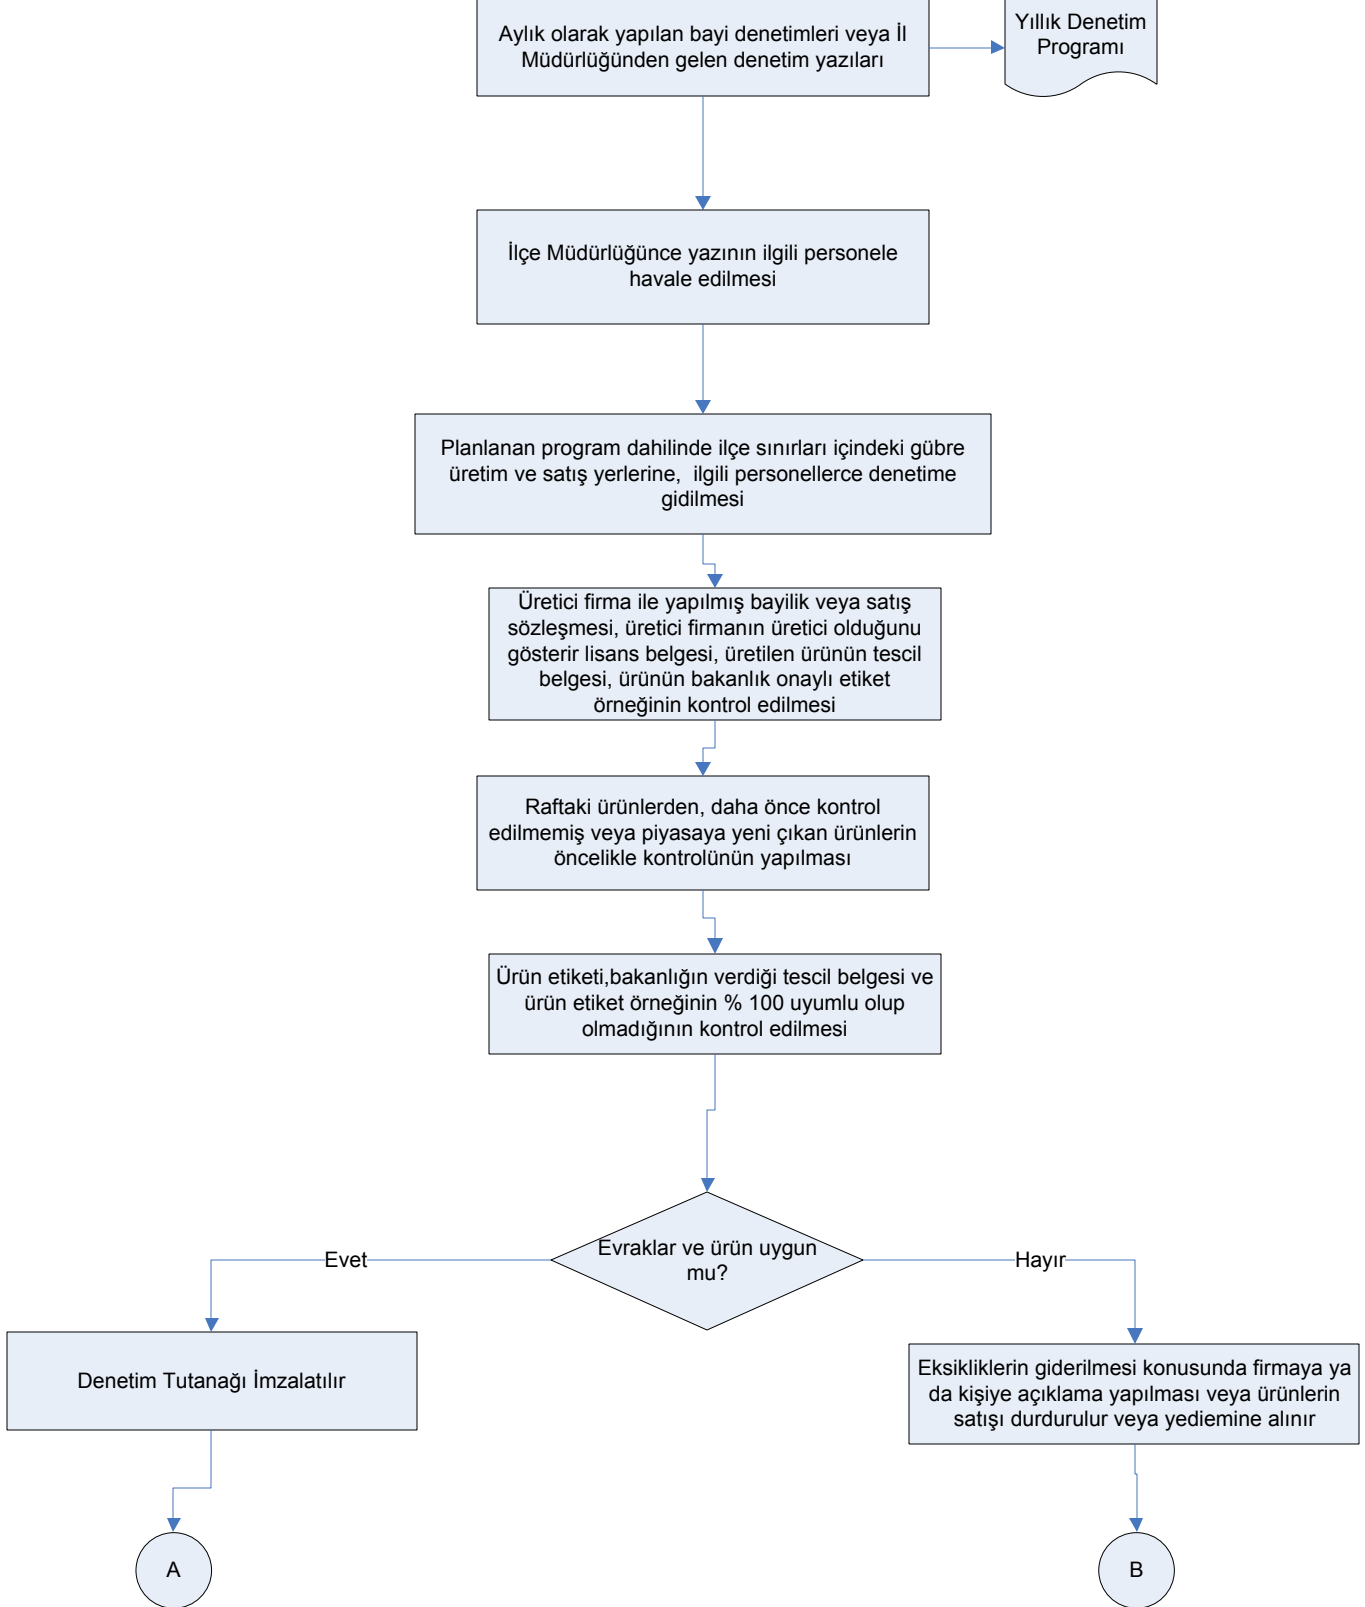 Aylık olarak yapılan bayi denetimleri veya İl
Müdürlüğünden gelen denetim yazıları
Yıllık Denetim
Programı
İlçe Müdürlüğünce yazının ilgili personele
havale edilmesi
Planlanan program dahilinde ilçe sınırları içindeki gübre
üretim ve satış yerlerine, ilgili personellerce denetime
gidilmesi
Üretici firma ile yapılmış bayilik veya satış
sözleşmesi, üretici firmanın üretici olduğunu
gösterir lisans belgesi, üretilen ürünün tescil
belgesi, ürünün bakanlık onaylı etiket
örneğinin kontrol edilmesi
Raftaki ürünlerden, daha önce kontrol
edilmemiş veya piyasaya yeni çıkan ürünlerin
öncelikle kontrolünün yapılması
Ürün etiketi,bakanlığın verdiği tescil belgesi ve
ürün etiket örneğinin % 100 uyumlu olup
olmadığının kontrol edilmesi
Evraklar ve ürün uygun
mu?
Evet
Hayır
Denetim Tutanağı İmzalatılır
Eksikliklerin giderilmesi konusunda firmaya ya
da kişiye açıklama yapılması veya ürünlerin
satışı durdurulur veya yediemine alınır
A
B